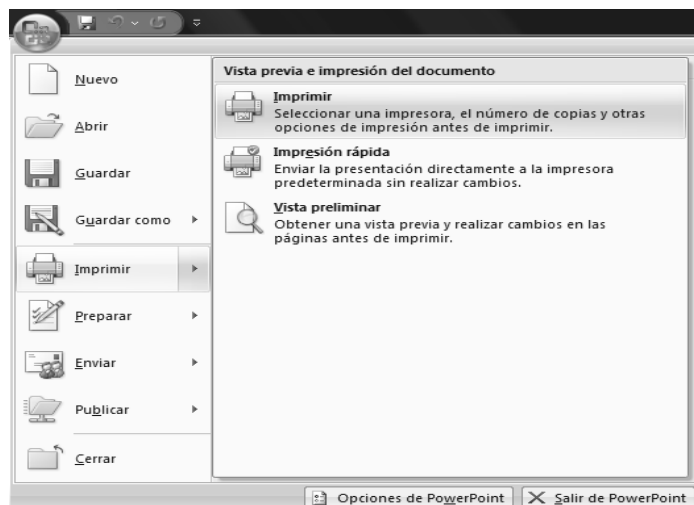 Nuevo
Abrir
Guardar
Guardar como
Imprimir
Preparar
Enviar
Publicar
Cerrar
Vista previa e impresión del documento
Imprimir
Seleccionar una impresora, el número de copias y otras
opciones de impresión antes de imprimir.
Impresión rápida
Enviar la presentación directamente a la impresora
predeterminada sin realizar cambios.
Vista preliminar
Obtener una vista previa y realizar cambios en las
páginas antes de imprimir.
Opciones de PowerPoint
Salir de PowerPoint